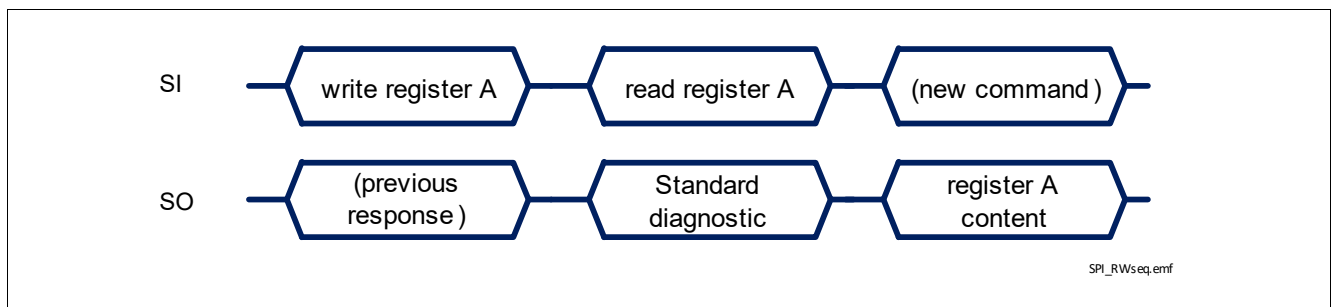 SI
write register A
read register A
(new command)
SO
(previous
response)
Standard
diagnostic
register A
content
SPI_RWseq.emf